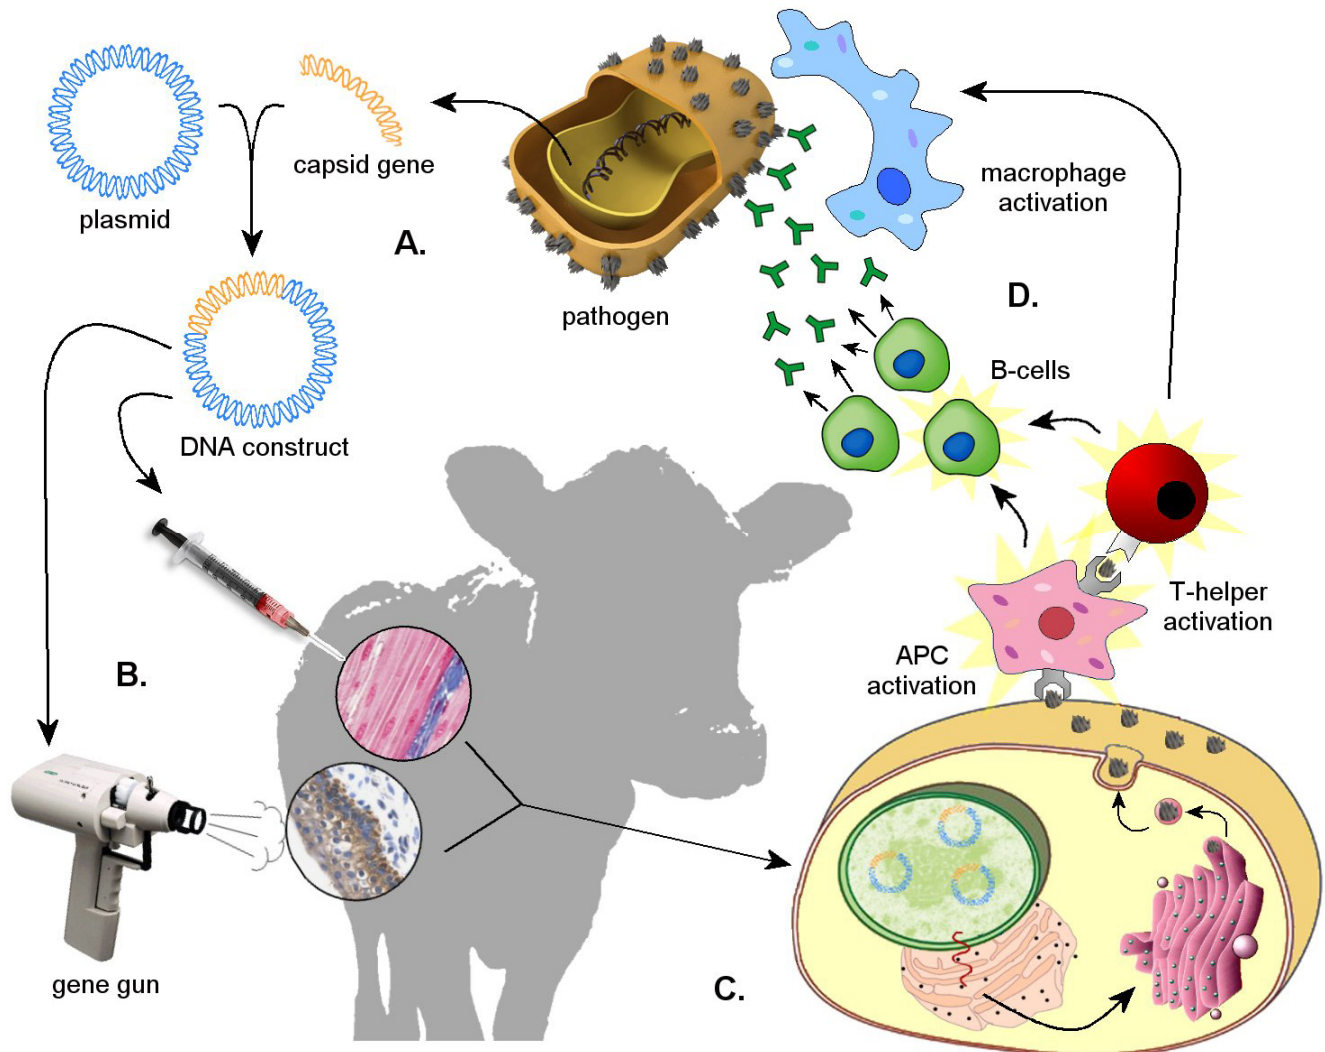 plasmid
capsid gene
A.
pathogen
macrophage
activation
D.
DNA construct
B-cells
T-helper
activation
APC
activation
B.
gene gun
C.